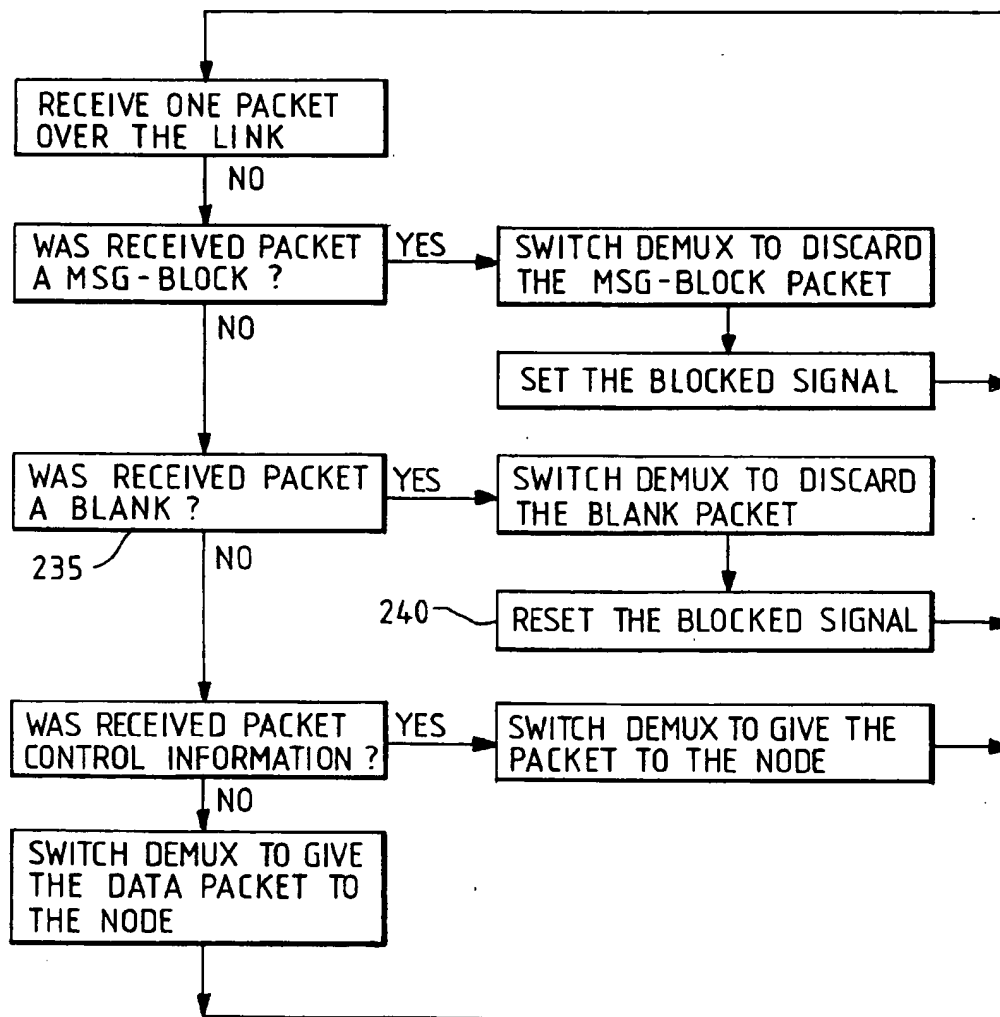 RECEIVE ONE PACKET
OVER THE LINK
NO
WAS RECEIVED PACKET
A MSG-BLOCK ?
YES
SWITCH DEMUX TO DISCARD
THE MSG-BLOCK PACKET
NO
SET THE BLOCKED SIGNAL
WAS RECEIVED PACKET
A BLANK ?
YES
SWITCH DEMUX TO DISCARD
THE BLANK PACKET
235
NO
240
RESET THE BLOCKED SIGNAL
WAS RECEIVED PACKET
CONTROL INFORMATION ?
YES
SWITCH DEMUX TO GIVE THE
PACKET TO THE NODE
NO
SWITCH DEMUX TO GIVE
THE DATA PACKET TO
THE NODE